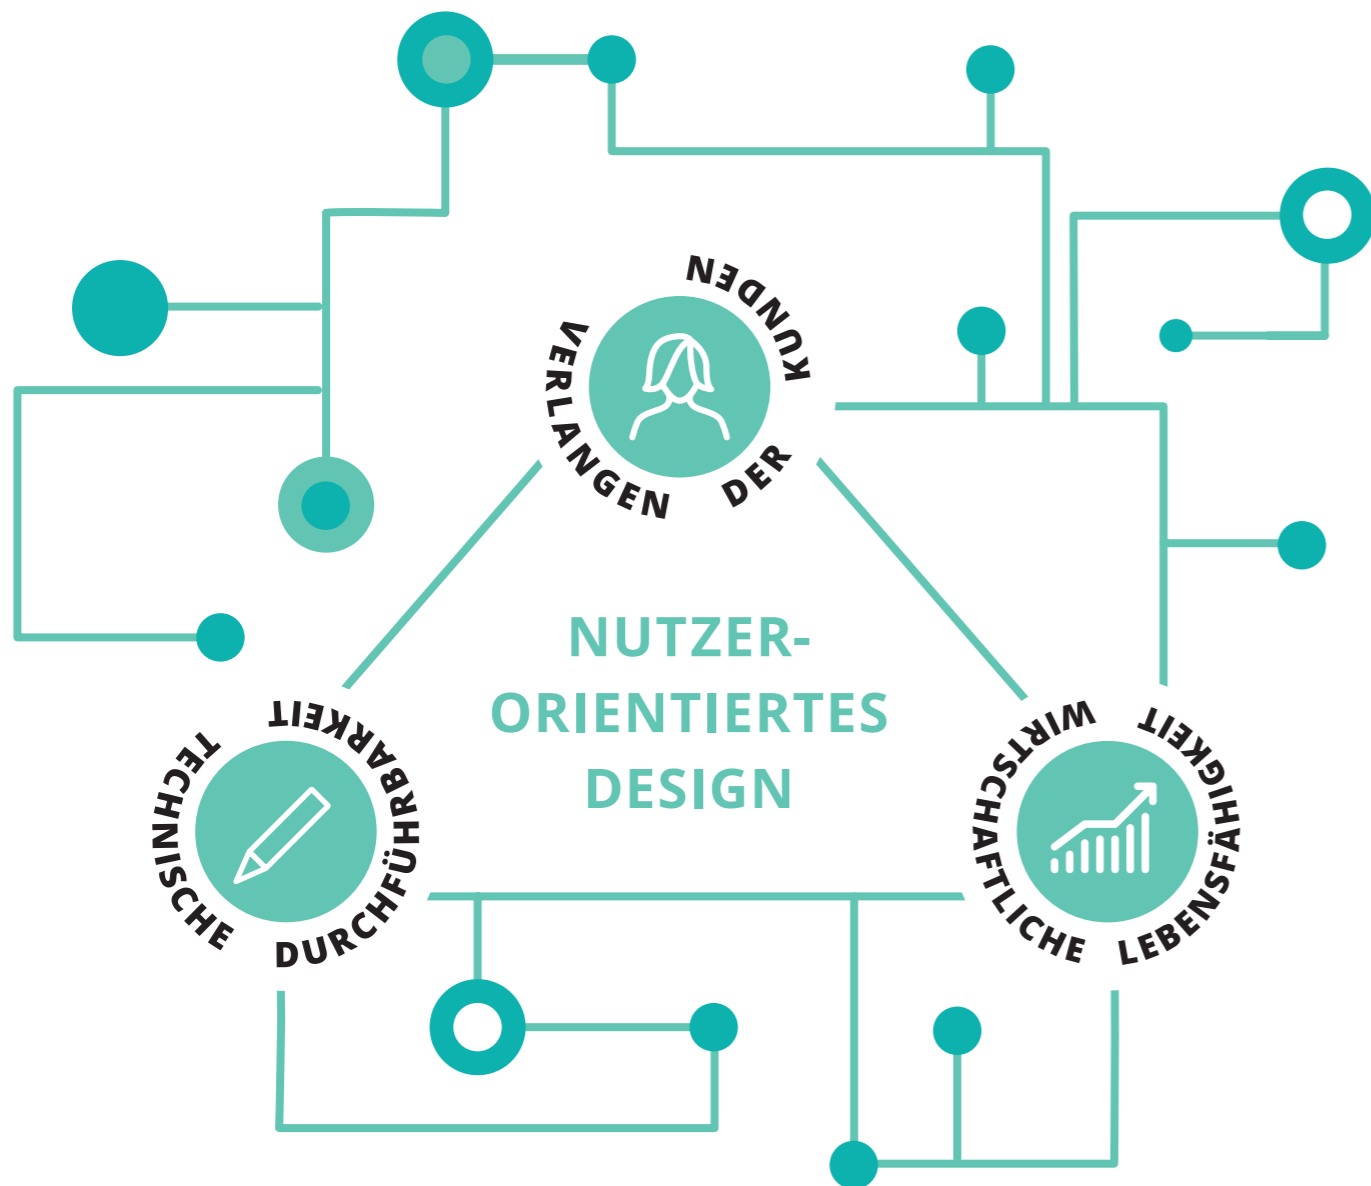 VERLANGEN DER KUNDEN
NUTZER-
ORIENTIERTES
DESIGN
TECHNISCHE DURCHFÜHRBARKEIT
WIRTSCHAFTLICHE LEBENSFÄHIGKEIT